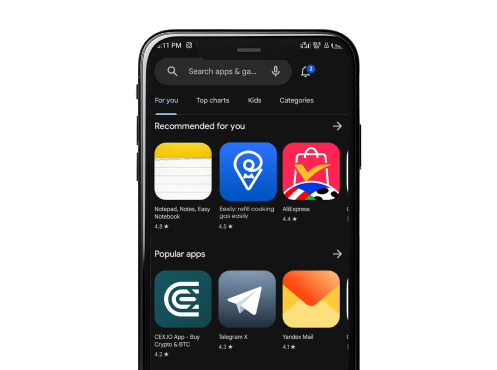 5:11 PM
Search apps & ga...
2
For you Top charts Kids Categories
Recommended for you
Notepad, Notes, Easy Notebook
4.8 ★
Eexily: refill cooking gas easily
4.5 ★
AliExpress
4.4 ★
Popular apps
CEX.IO App - Buy Crypto & BTC
4.2 ★
Telegram X
4.3 ★
Yandex Mail
4.1 ★